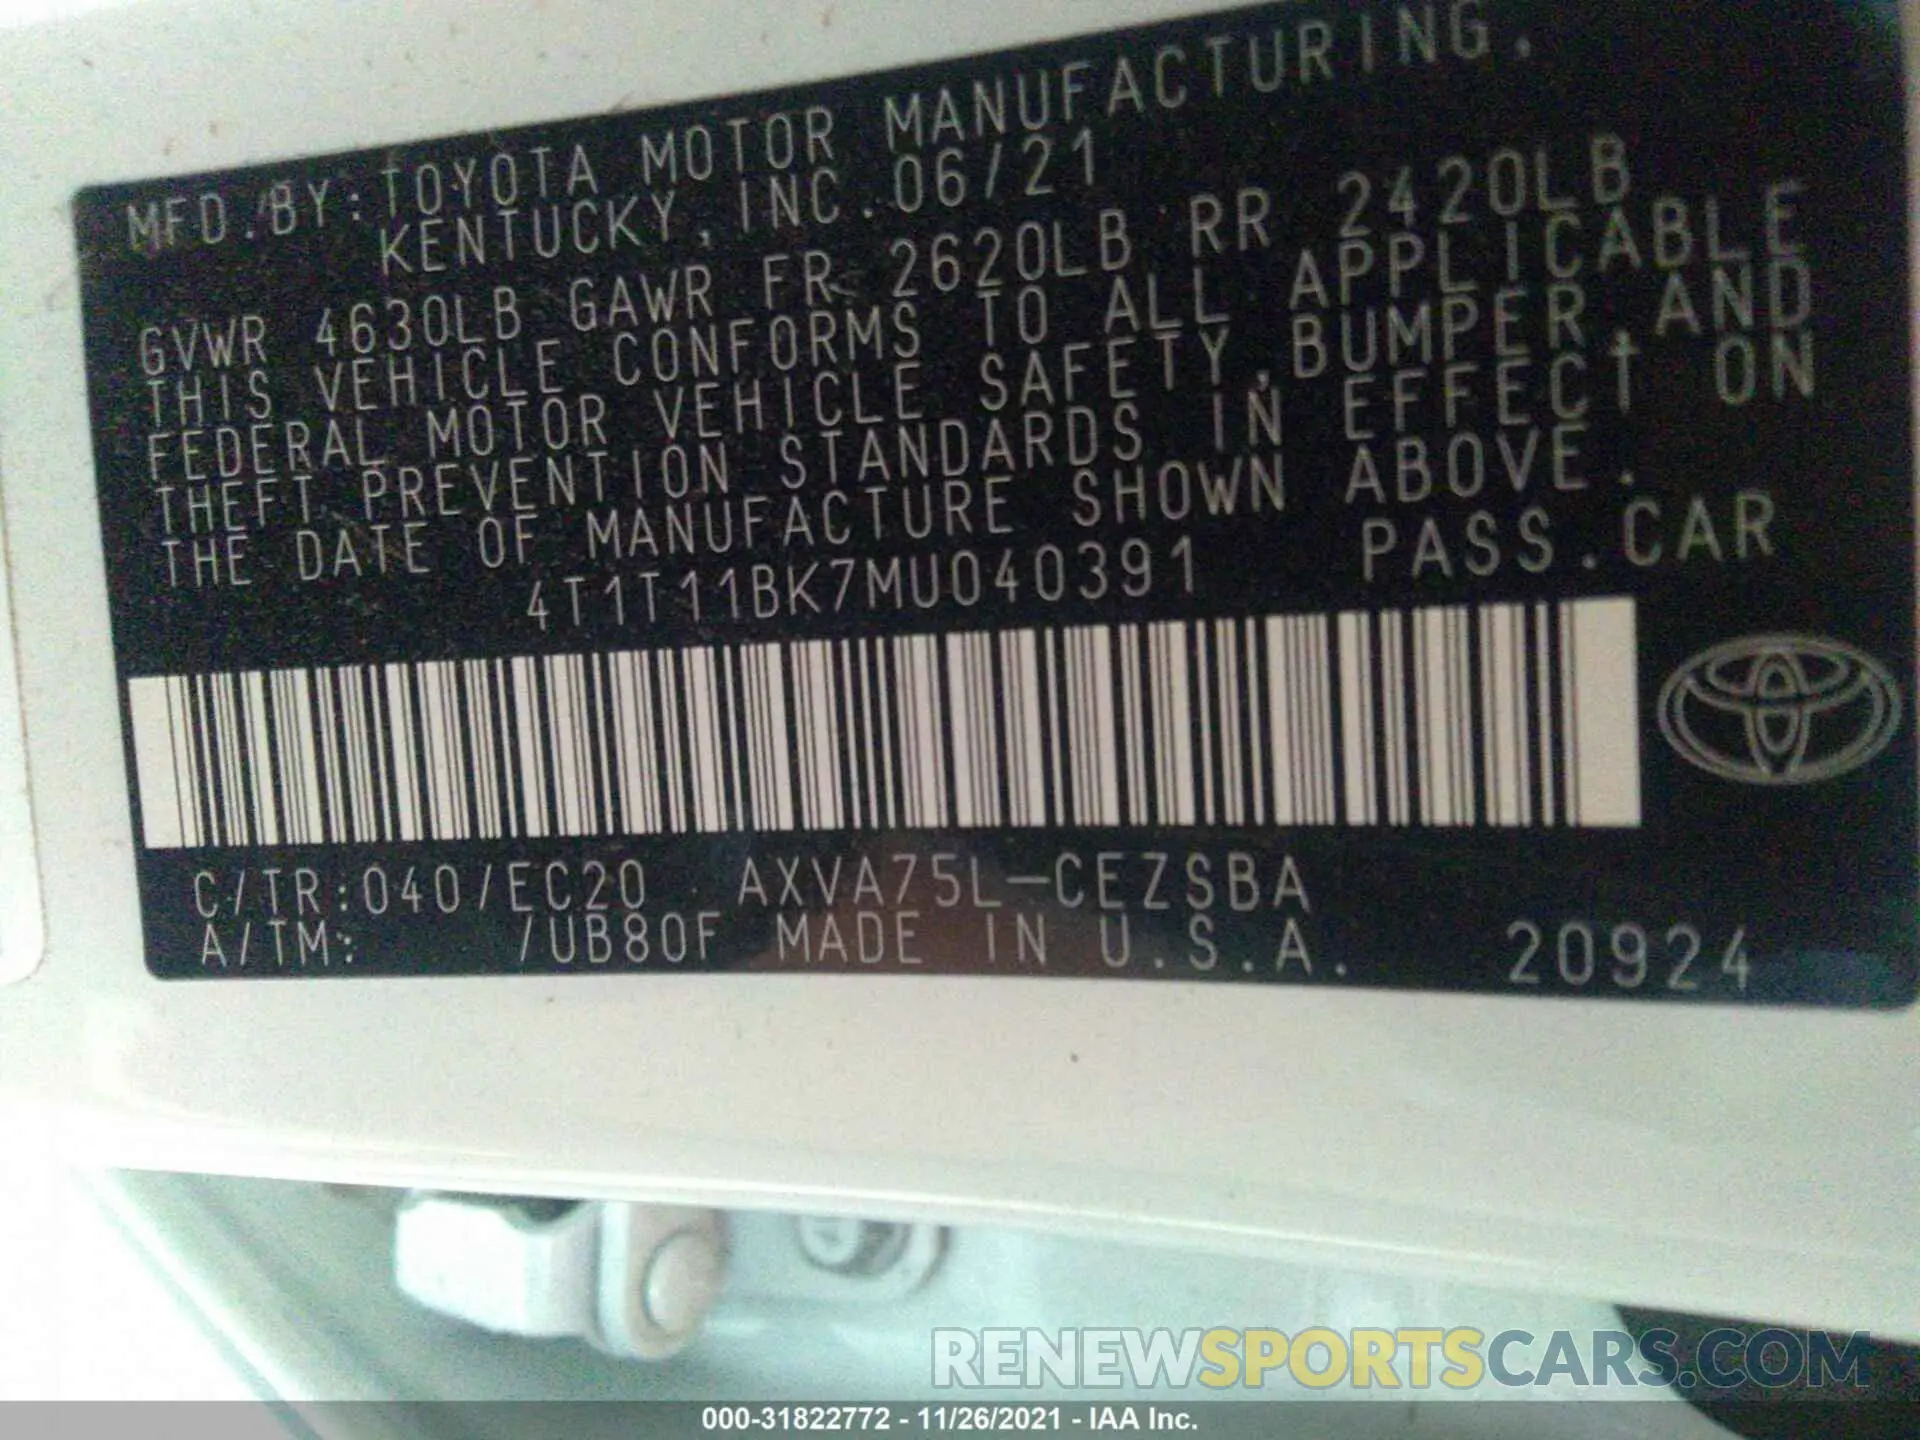 MFD.BY:TOYOTA MOTOR MANUFACTURING.
KENTUCKY, INC.06/21
GVWR 4630LB GAWR FR 2620LB RR 2420LB
THIS VEHICLE CONFORMS TO ALL APPLICABLE
FEDERAL MOTOR VEHICLE SAFETY,BUMPER,AND
THEFT PREVENTION STANDARDS IN EFFECT ON
THE DATE OF MANUFACTURE SHOWN ABOVE.
4T1T11BK7MU040391 PASS.CAR
C/TR:040/EC20 AXVA75L-CEZSBA
A/TM: /UB80F MADE IN U.S.A. 20924
RENEWSPORTSCARS.COM
000-31822772 - 11/26/2021 - IAA Inc.